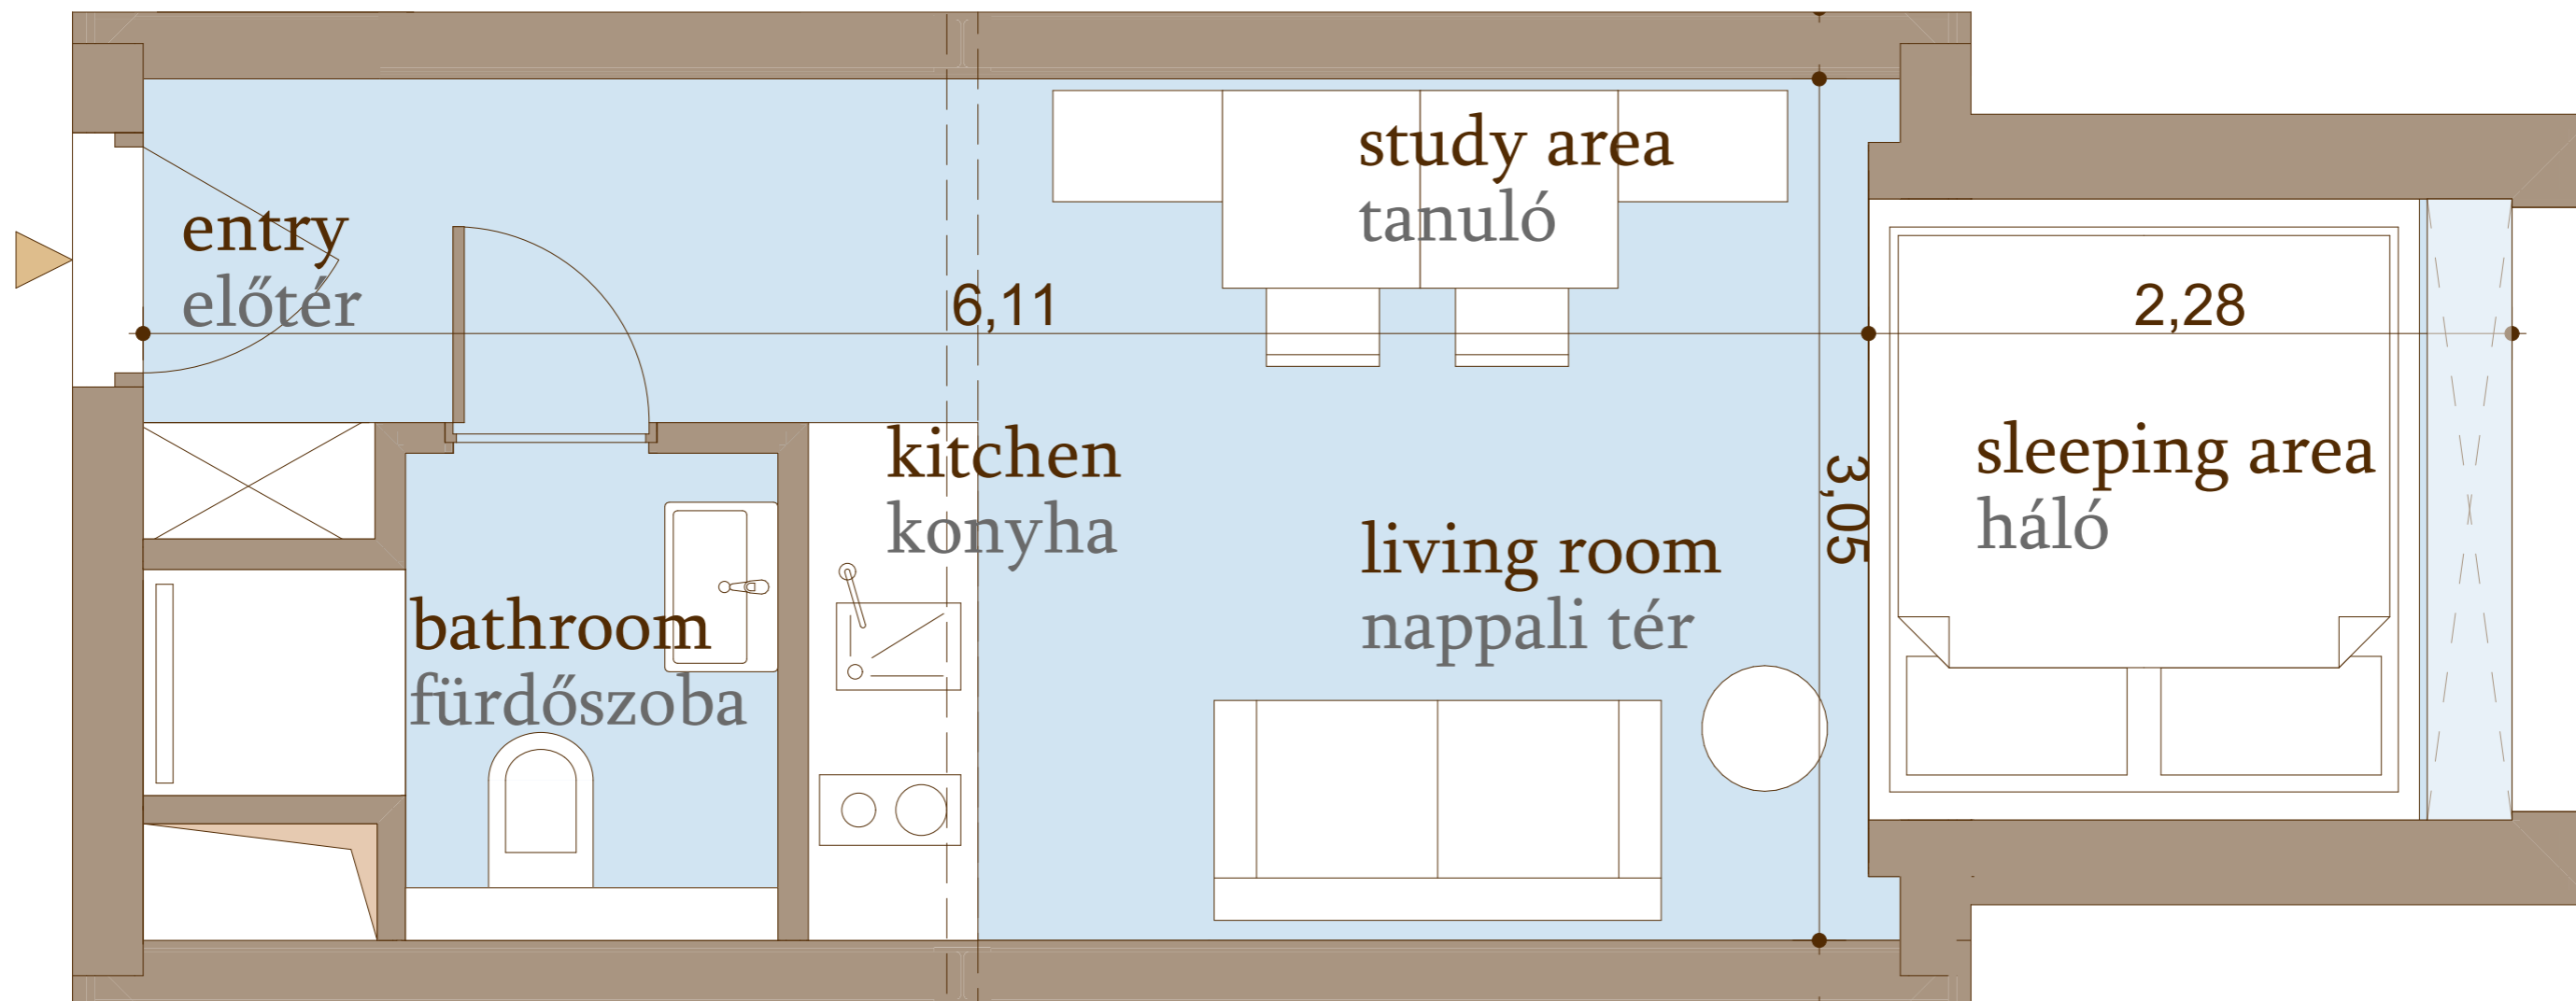 study area
tanuló
entry
előtér
6,11
2,28
kitchen
konyha
3,05
sleeping area
háló
living room
nappali tér
bathroom
fürdőszoba